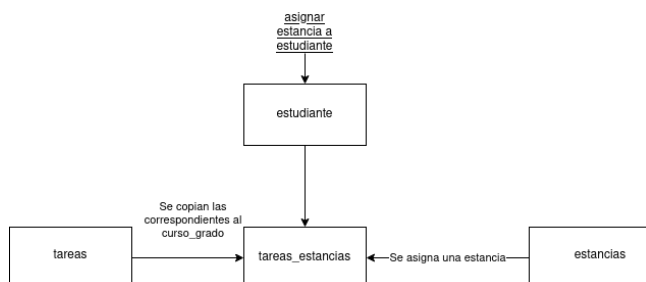 asignar
estancia a
estudiante
estudiante
Se copian las
correspondientes al
curso_grado
tareas
tareas_estancias
Se asigna una estancia
estancias